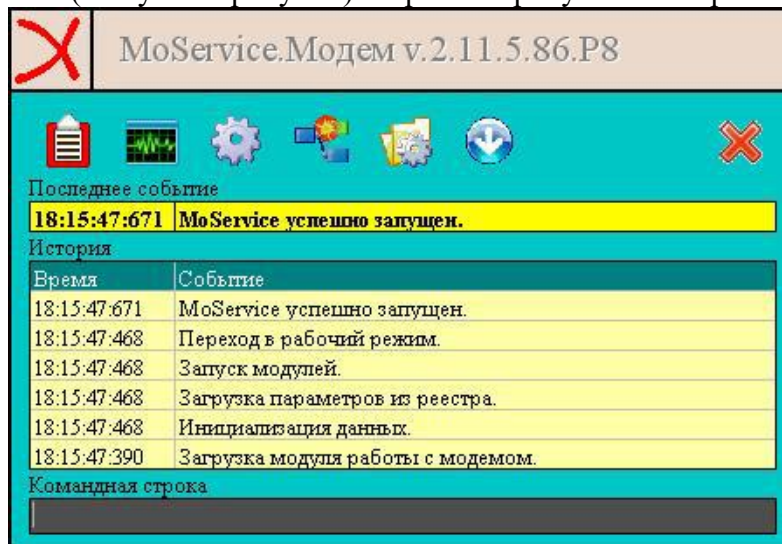 MoService.Модем v.2.11.5.86.P8
Последнее событие
18:15:47:671 MoService успешно запущен.
История
Время Событие
18:15:47:671 MoService успешно запущен.
18:15:47:468 Переход в рабочий режим.
18:15:47:468 Запуск модулей.
18:15:47:468 Загрузка параметров из реестра.
18:15:47:468 Инициализация данных.
18:15:47:390 Загрузка модуля работы с модемом.
Командная строка